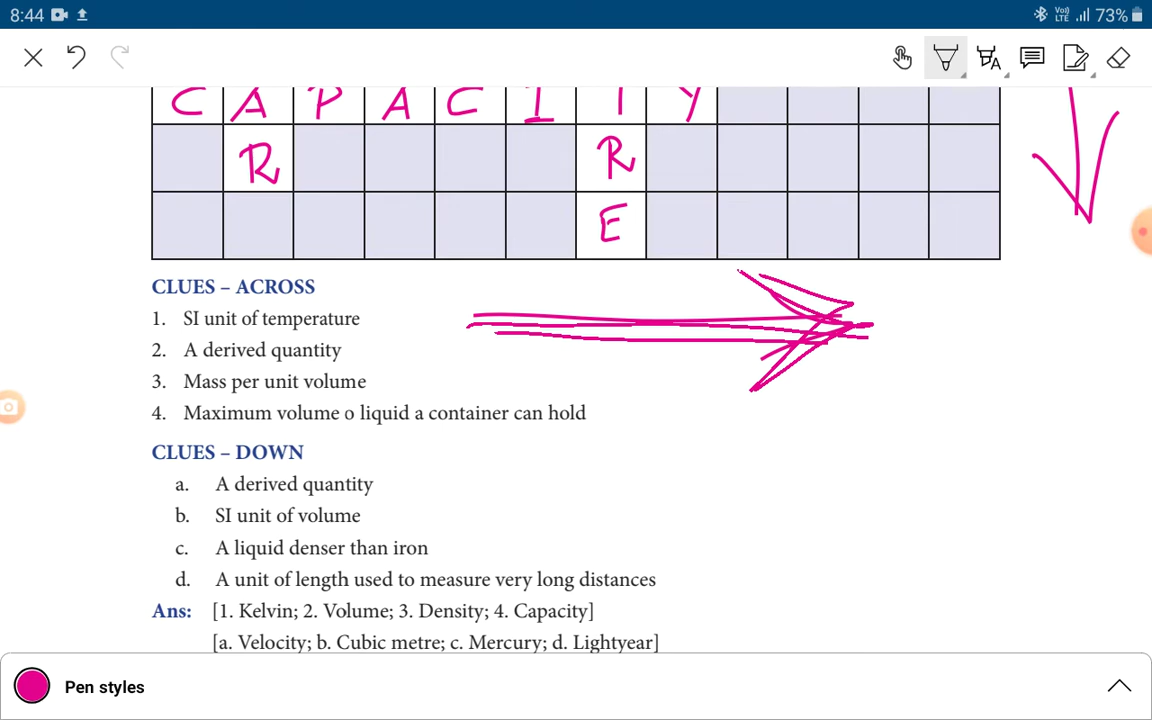 8:44 Vo) LTE 73%
C A P A C I T Y
R R
E
CLUES – ACROSS
1. SI unit of temperature
2. A derived quantity
3. Mass per unit volume
4. Maximum volume o liquid a container can hold
CLUES – DOWN
a. A derived quantity
b. SI unit of volume
c. A liquid denser than iron
d. A unit of length used to measure very long distances
Ans: [1. Kelvin; 2. Volume; 3. Density; 4. Capacity]
[a. Velocity; b. Cubic metre; c. Mercury; d. Lightyear]
Pen styles